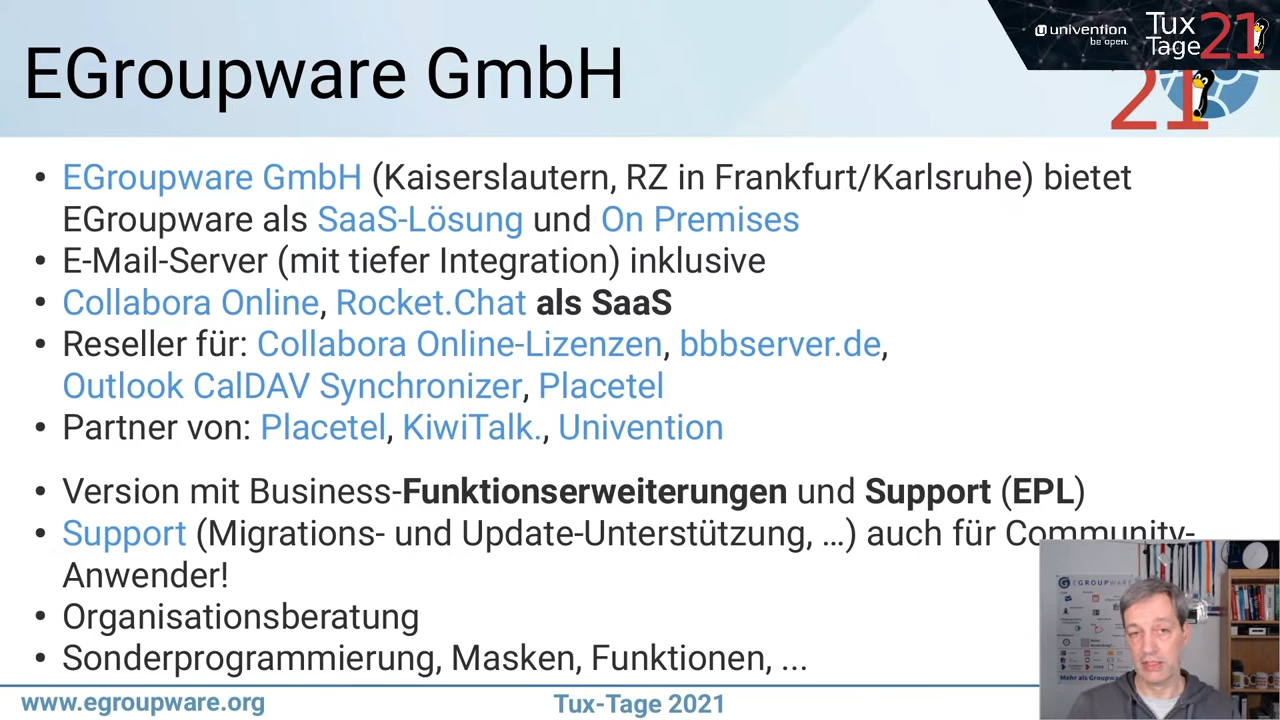 EGroupware GmbH
univention
be open.
Tux
Tage 21
21
• EGroupware GmbH (Kaiserslautern, RZ in Frankfurt/Karlsruhe) bietet
EGroupware als SaaS-Lösung und On Premises
• E-Mail-Server (mit tiefer Integration) inklusive
• Collabora Online, Rocket.Chat als SaaS
• Reseller für: Collabora Online-Lizenzen, bbbserver.de,
Outlook CalDAV Synchronizer, Placetel
• Partner von: Placetel, KiwiTalk., Univention
• Version mit Business-Funktionserweiterungen und Support (EPL)
• Support (Migrations- und Update-Unterstützung, …) auch für Community-
Anwender!
• Organisationsberatung
• Sonderprogrammierung, Masken, Funktionen, ...
EGROUPWARE
Mehr als Groupw
www.egroupware.org
Tux-Tage 2021